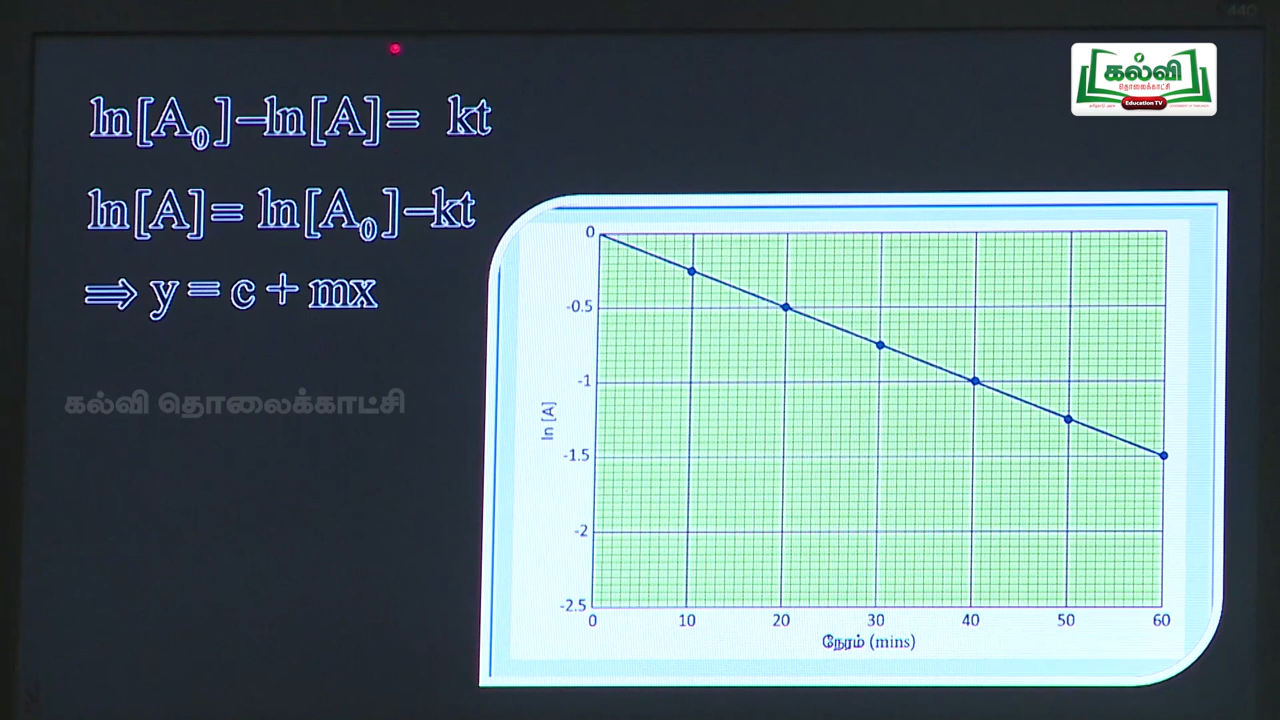 440
கல்வி
தொலைக்காட்சி
Education TV
ln[A₀]−ln[A]= kt
ln[A]= ln[A₀]−kt
⇒ y = c + mx
கல்வி தொலைக்காட்சி
0
-0.5
-1
-1.5
-2
-2.5
ln [A]
0 10 20 30 40 50 60
நேரம் (mins)